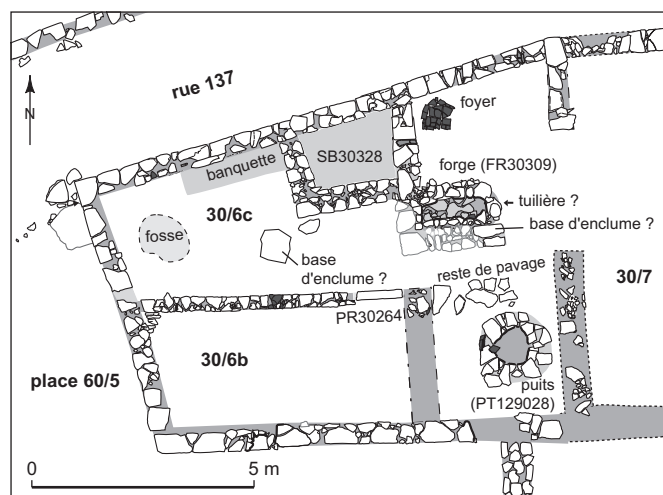 rue 137
N
foyer
banquette
SB30328
forge (FR30309)
tuilière ?
30/6c
base d'enclume ?
fosse
base
d'enclume ?
reste de pavage
30/7
PR30264
30/6b
place 60/5
puits
(PT129028)
0
5 m